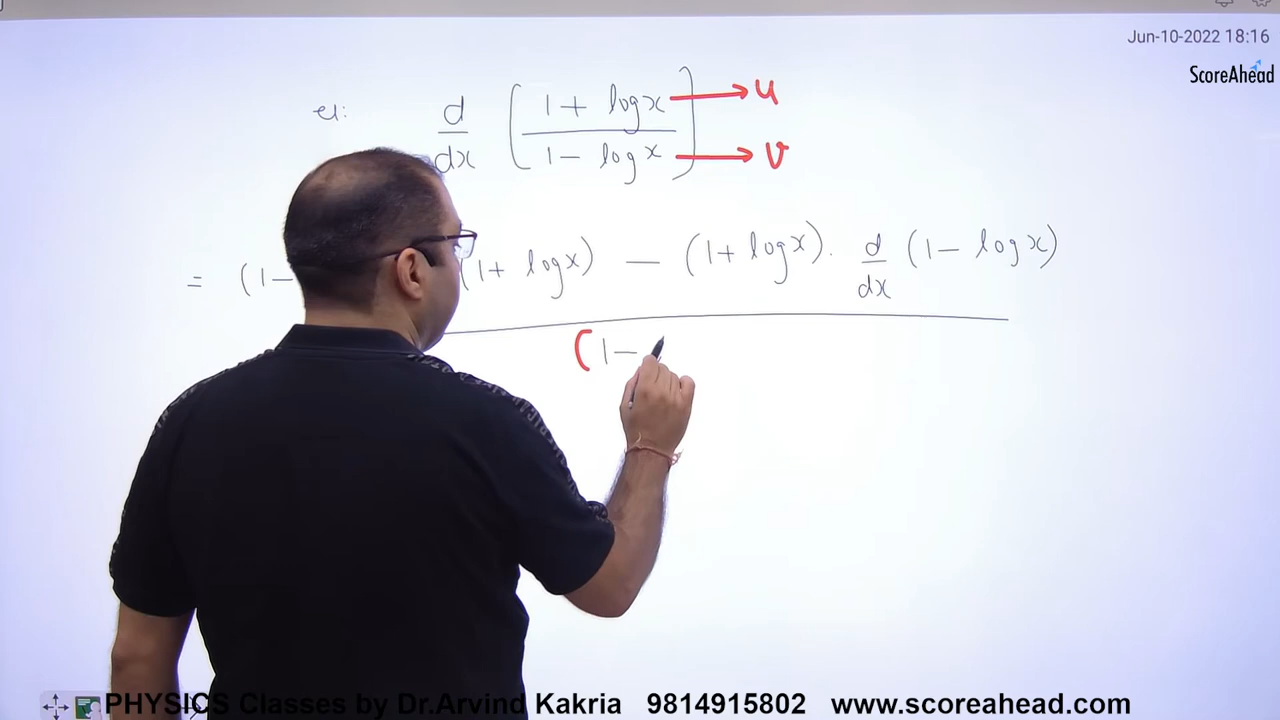 Jun-10-2022 18:16
ScoreAhead
d/dx [ (1 + log x) / (1 - log x) ]
→ u
→ v
= (1- (1 + log x) — (1 + log x) . d/dx (1 - log x)
(1-
PHYSICS Classes by Dr.Arvind Kakria 9814915802 www.scoreahead.com